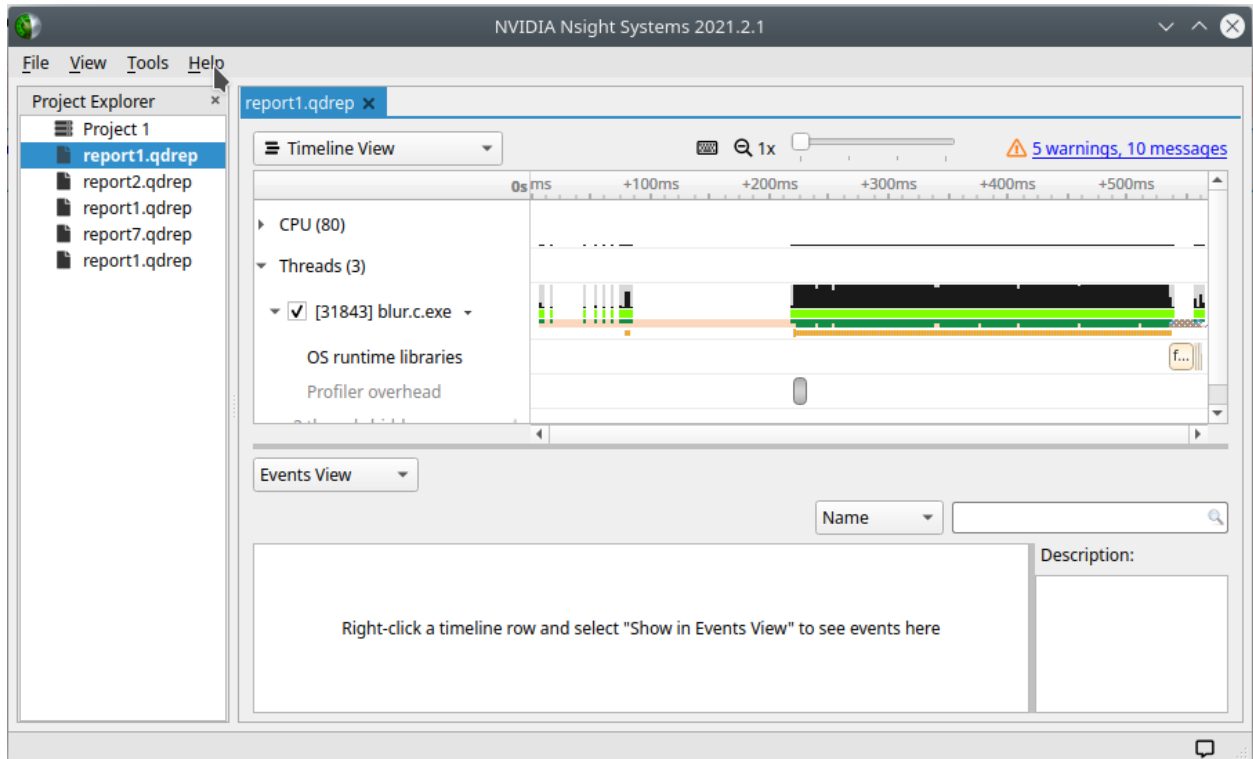 NVIDIA Nsight Systems 2021.2.1
File View Tools Help
Project Explorer
Project 1
report1.qdrep
report2.qdrep
report1.qdrep
report7.qdrep
report1.qdrep
report1.qdrep
Timeline View
1x
5 warnings, 10 messages
0s ms +100ms +200ms +300ms +400ms +500ms
CPU (80)
Threads (3)
[31843] blur.c.exe
OS runtime libraries
f...
Profiler overhead
Events View
Name
Description:
Right-click a timeline row and select "Show in Events View" to see events here